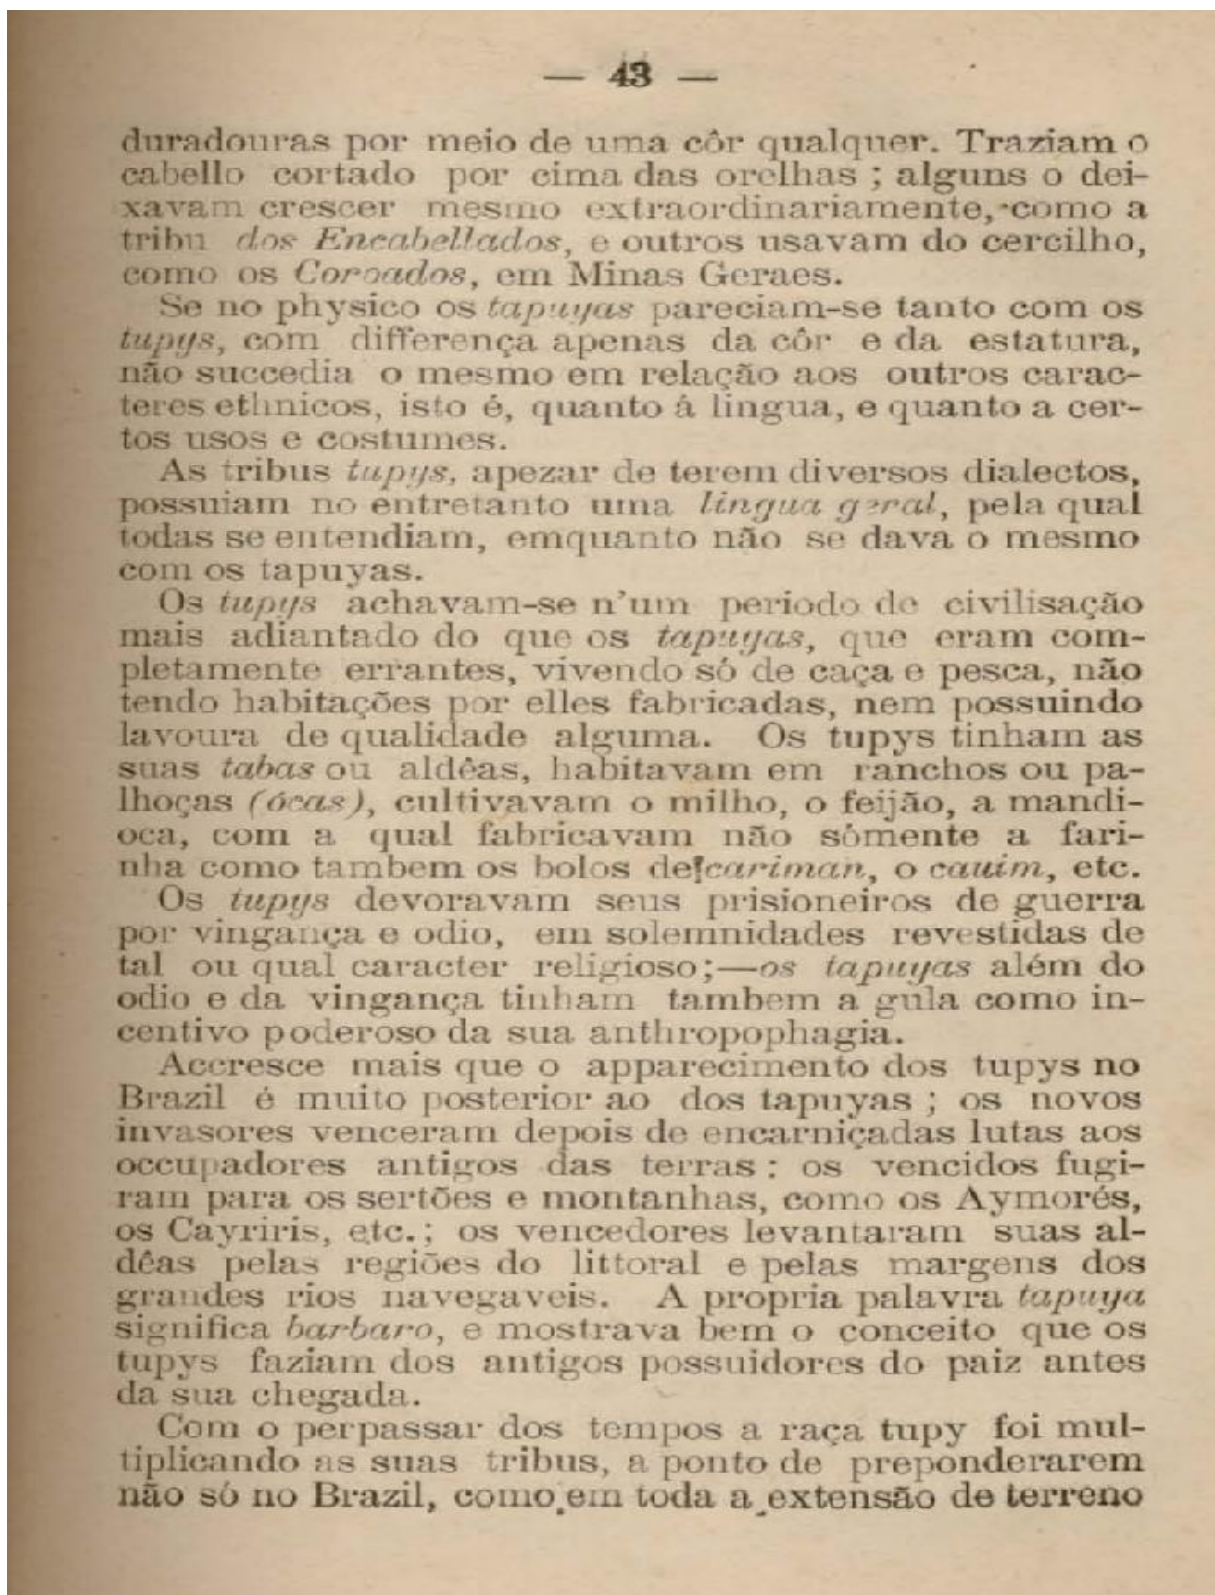 — 43 —
duradouras por meio de uma côr qualquer. Traziam o
cabello cortado por cima das orelhas ; alguns o dei-
xavam crescer mesmo extraordinariamente, como a
tribu dos Encabellados, e outros usavam do cercilho,
como os Coroados, em Minas Geraes.
Se no physico os tapuyas pareciam-se tanto com os
tupys, com differença apenas da côr e da estatura,
não succedia o mesmo em relação aos outros carac-
teres ethnicos, isto é, quanto á lingua, e quanto a cer-
tos usos e costumes.
As tribus tupys, apezar de terem diversos dialectos,
possuiam no entretanto uma lingua geral, pela qual
todas se entendiam, emquanto não se dava o mesmo
com os tapuyas.
Os tupys achavam-se n'um periodo de civilisação
mais adiantado do que os tapuyas, que eram com-
pletamente errantes, vivendo só de caça e pesca, não
tendo habitações por elles fabricadas, nem possuindo
lavoura de qualidade alguma. Os tupys tinham as
suas tabas ou aldêas, habitavam em ranchos ou pa-
lhoças (ócas), cultivavam o milho, o feijão, a mandi-
oca, com a qual fabricavam não sómente a fari-
nha como tambem os bolos de cariman, o cauim, etc.
Os tupys devoravam seus prisioneiros de guerra
por vingança e odio, em solemnidades revestidas de
tal ou qual caracter religioso;—os tapuyas além do
odio e da vingança tinham tambem a gula como in-
centivo poderoso da sua anthropophagia.
Accresce mais que o apparecimento dos tupys no
Brazil é muito posterior ao dos tapuyas ; os novos
invasores venceram depois de encarniçadas lutas aos
occupadores antigos das terras : os vencidos fugi-
ram para os sertões e montanhas, como os Aymorés,
os Cayriris, etc. ; os vencedores levantaram suas al-
dêas pelas regiões do littoral e pelas margens dos
grandes rios navegaveis. A propria palavra tapuya
significa barbaro, e mostrava bem o conceito que os
tupys faziam dos antigos possuidores do paiz antes
da sua chegada.
Com o perpassar dos tempos a raça tupy foi mul-
tiplicando as suas tribus, a ponto de preponderarem
não só no Brazil, como em toda a extensão de terreno